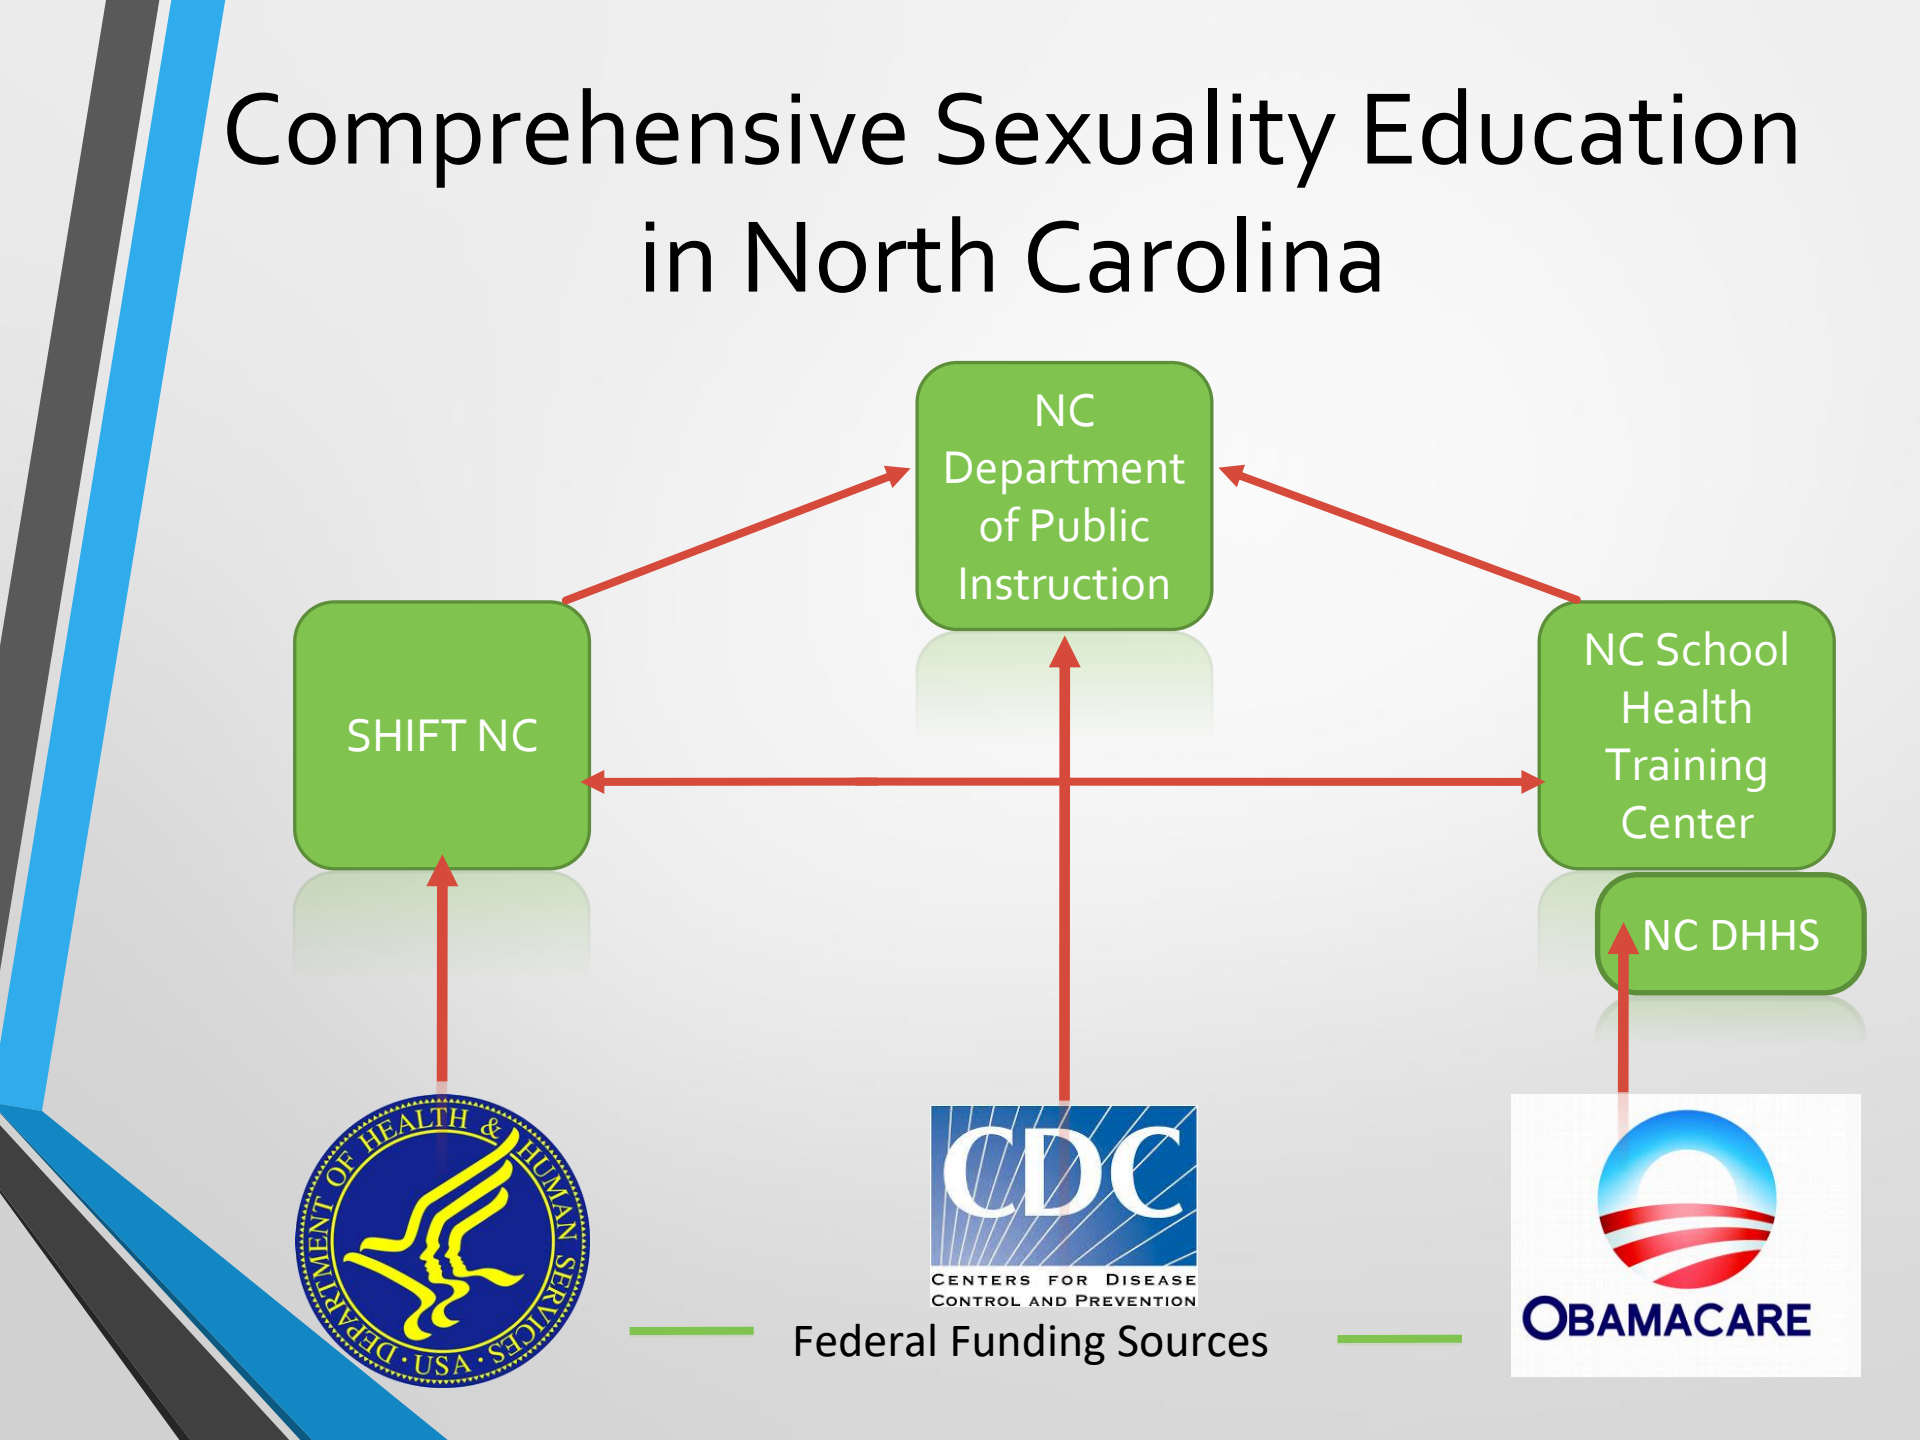 Comprehensive Sexuality Education
in North Carolina
NC
Department
of Public
Instruction
SHIFT NC
NC School
Health
Training
Center
NC DHHS
DEPARTMENT OF HEALTH & HUMAN SERVICES · USA ·
CDC
CENTERS FOR DISEASE
CONTROL AND PREVENTION
Federal Funding Sources
OBAMACARE